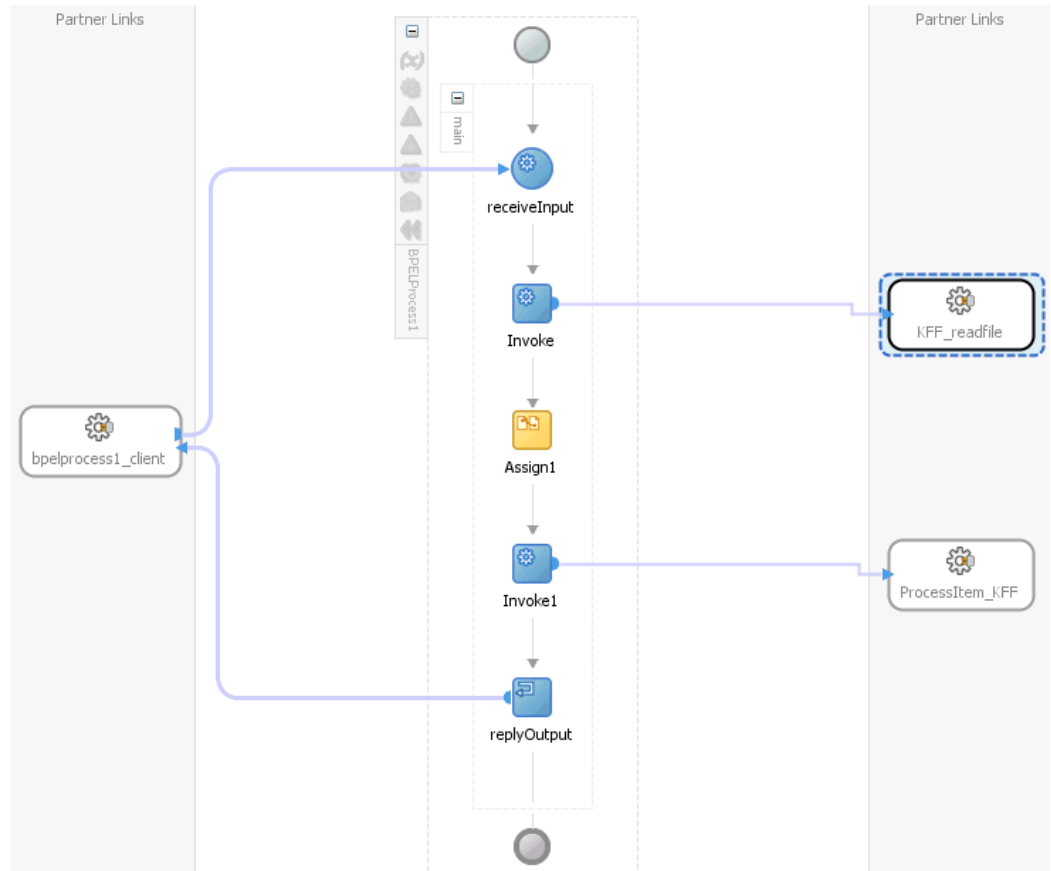 Partner Links
Partner Links
main
receiveInput
BPELProcess1
Invoke
KFF_readfile
bpelprocess1_client
Assign1
Invoke1
ProcessItem_KFF
replyOutput